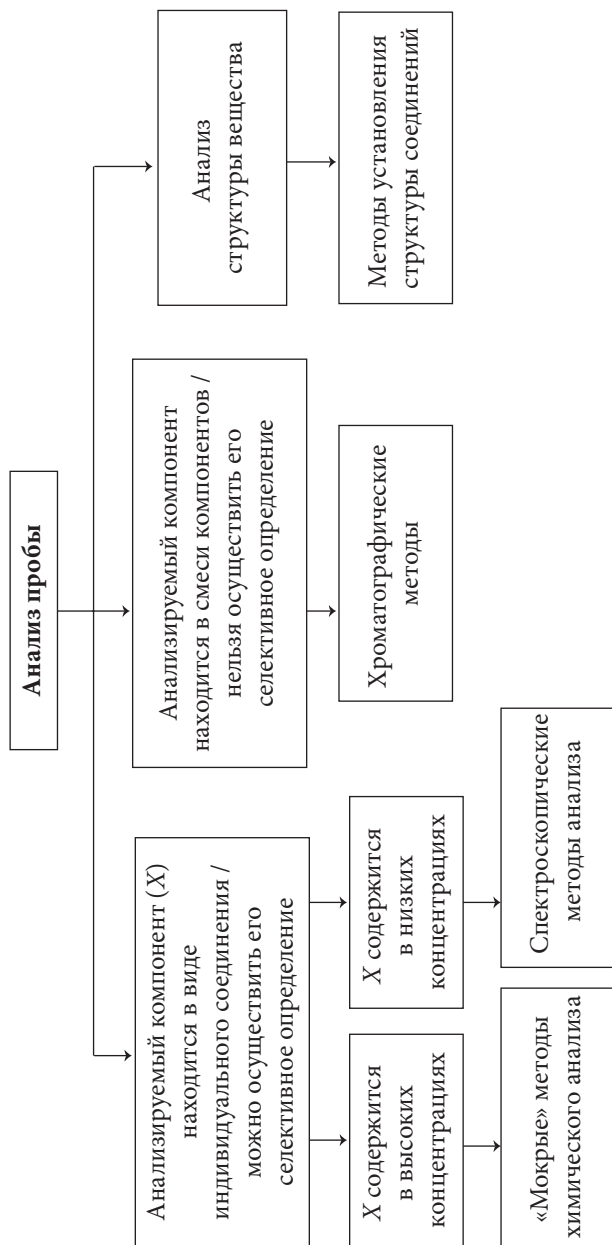 Анализ пробы
Анализируемый компонент (X)
находится в виде
индивидуального соединения /
можно осуществить его
селективное определение
Анализируемый компонент
находится в смеси компонентов /
нельзя осуществить его
селективное определение
Анализ
структуры вещества
X содержится
в высоких
концентрациях
X содержится
в низких
концентрациях
Хроматографические
методы
Методы установления
структуры соединений
«Мокрые» методы
химического анализа
Спектроскопические
методы анализа